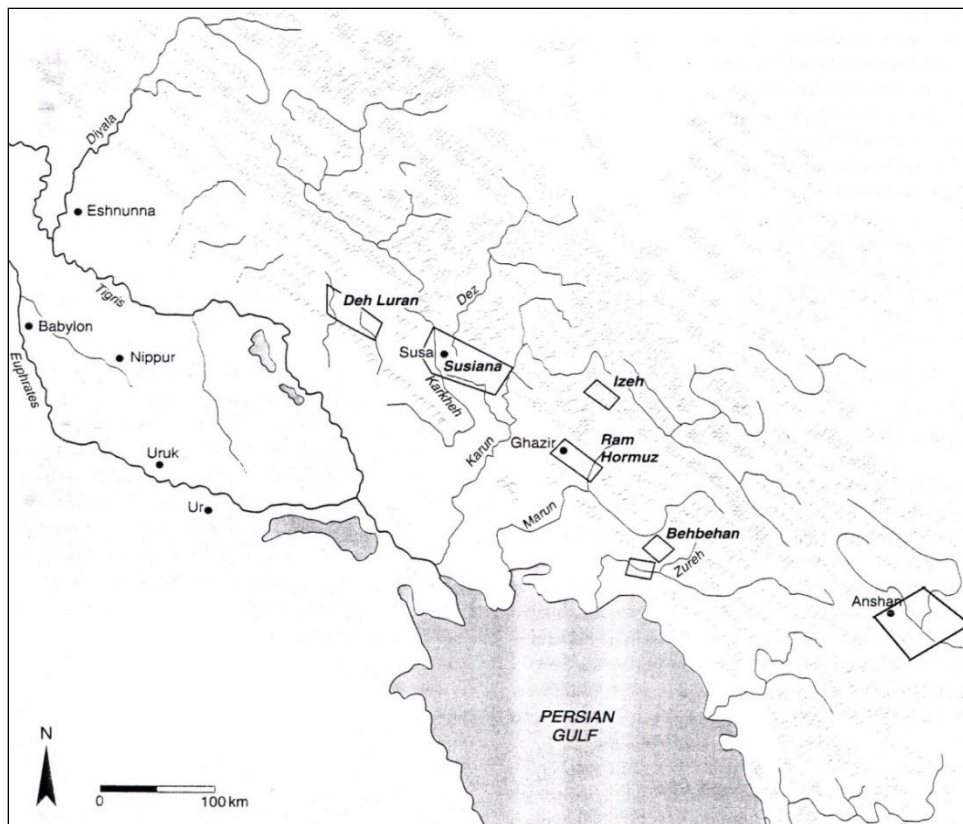 Diyala
Eshnunna
Tigris
Deh Luran
Dez
Babylon
Nippur
Susa
Susiana
Euphrales
Karkheh
Izeh
Ghazir
Ram
Hormuz
Karun
Uruk
Ur
Marun
Behbehan
Zureh
Anshan
PERSIAN
GULF
N
0 100 km